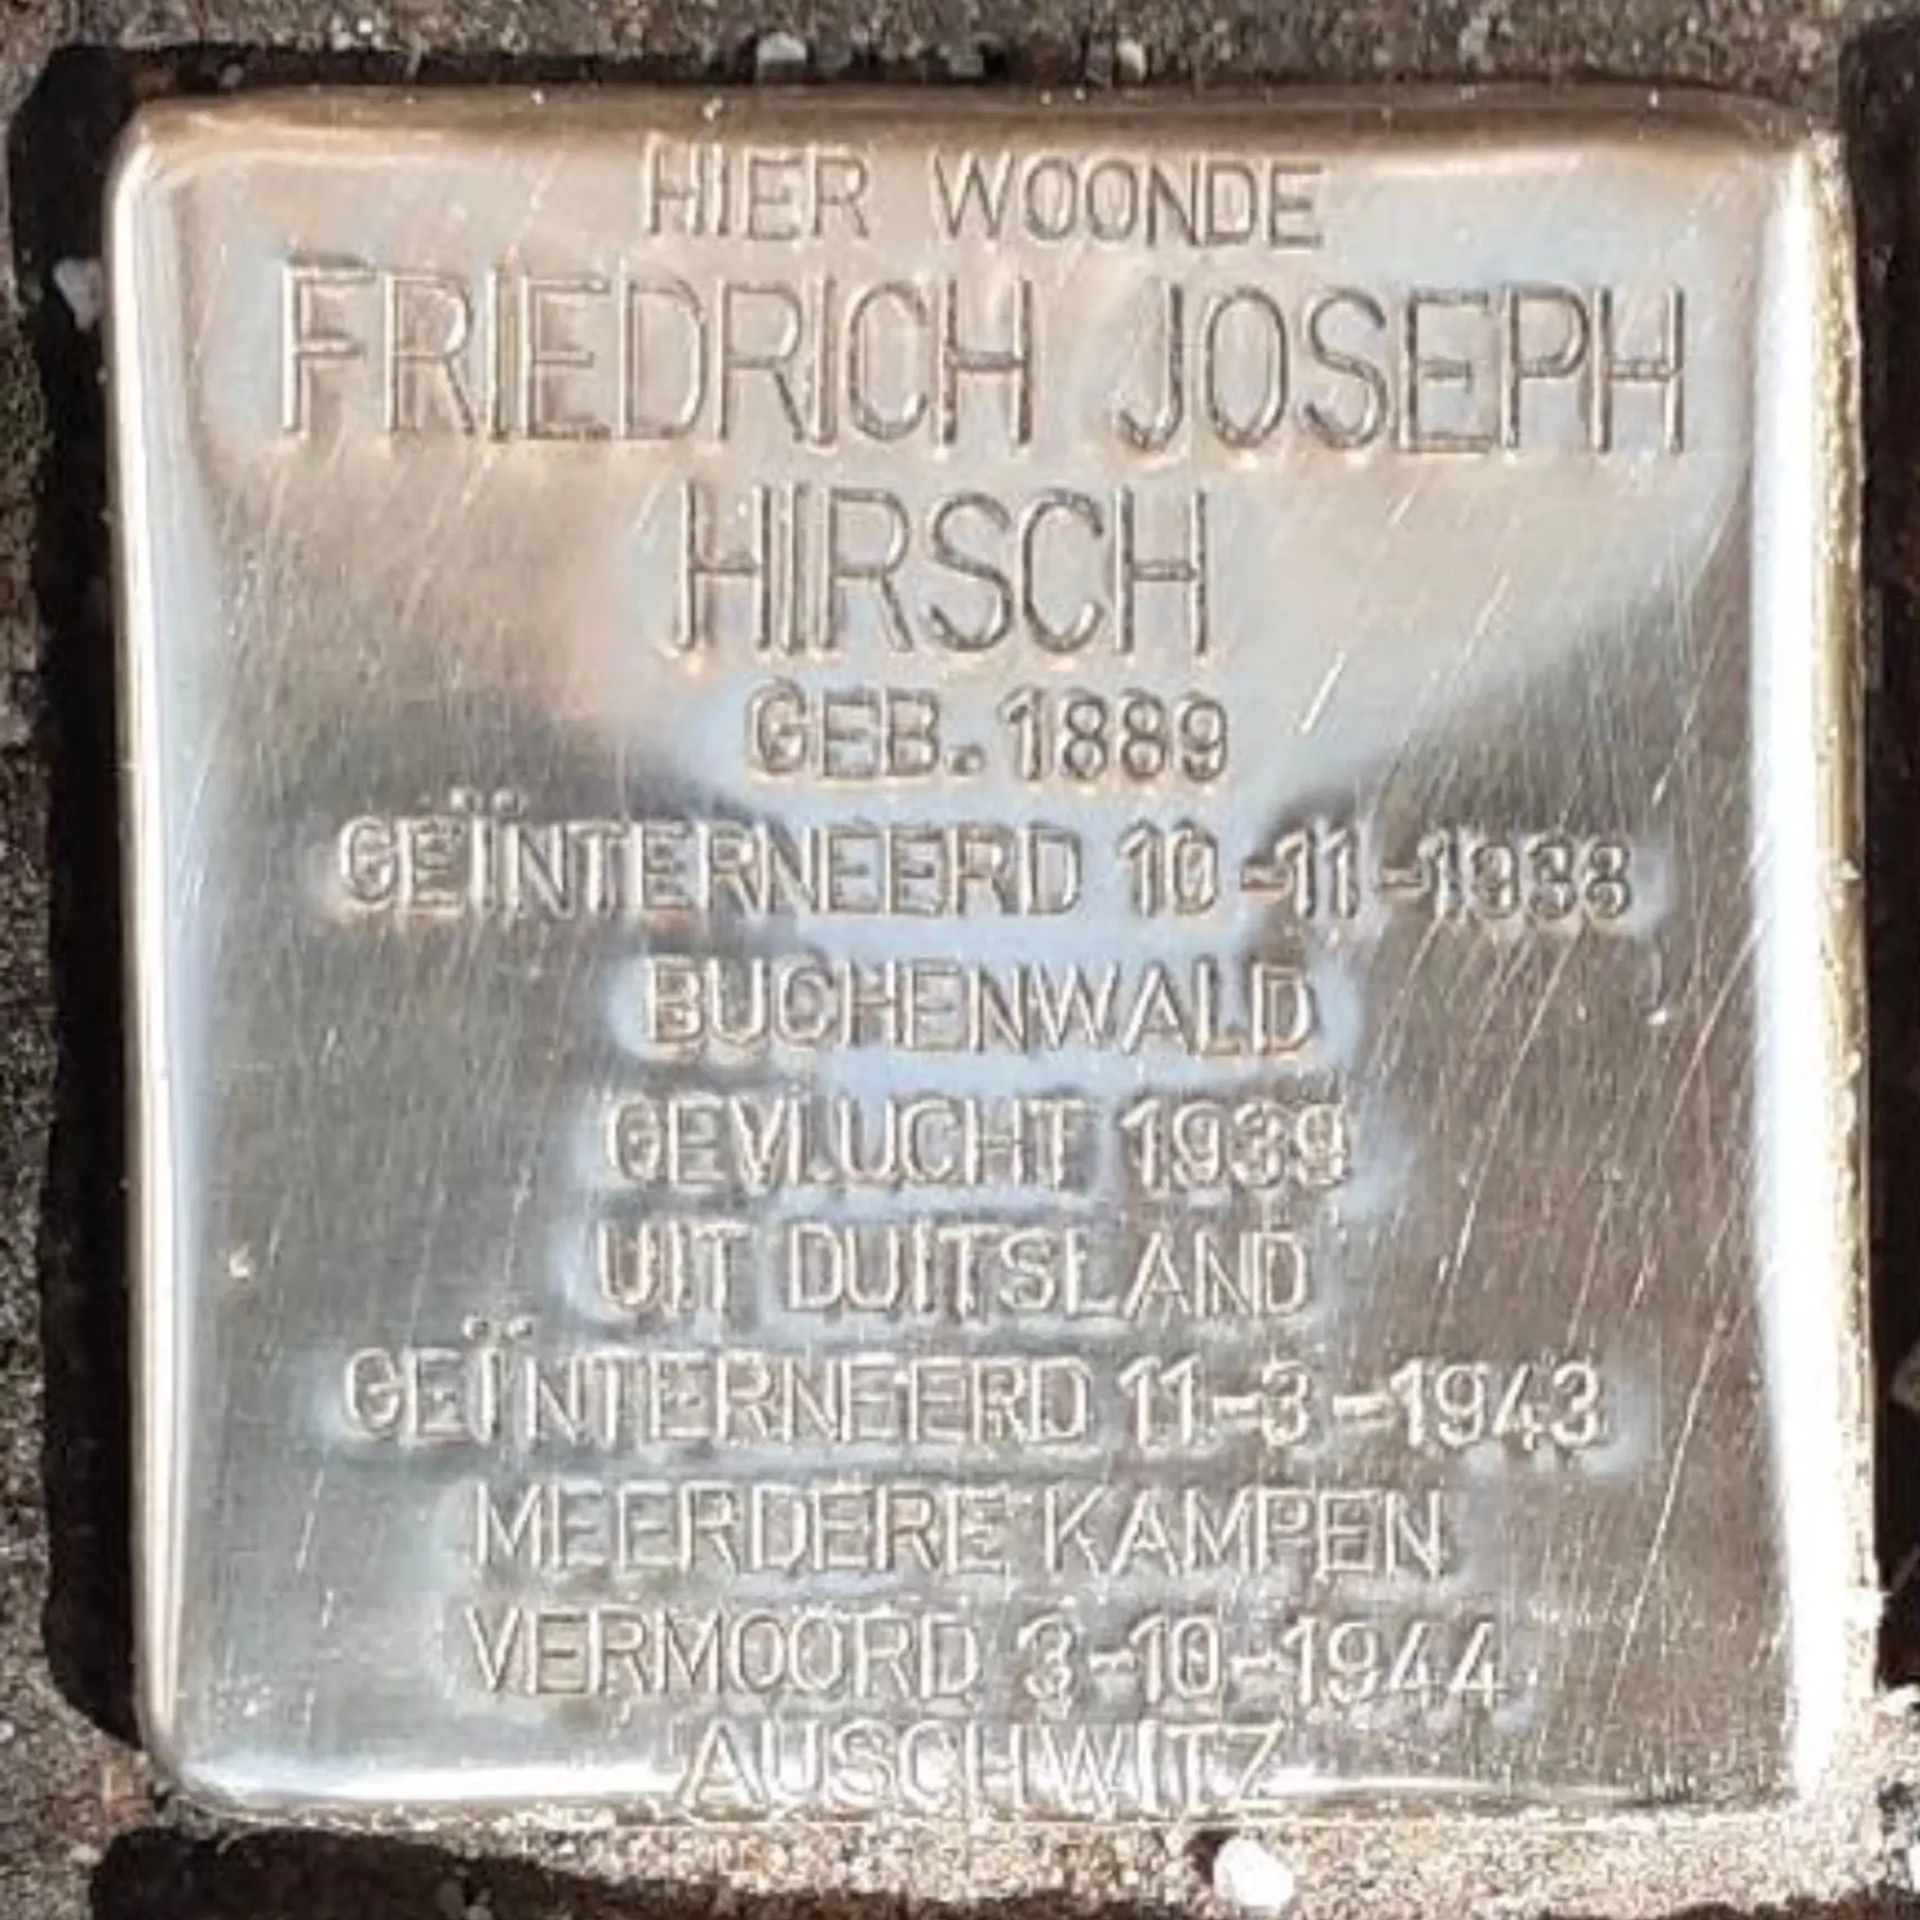 HIER WOONDE
FRIEDRICH JOSEPH
HIRSCH
GEB. 1889
GEÏNTERNEERD 10-11-1938
BUCHENWALD
GEVLUCHT 1939
UIT DUITSLAND
GEÏNTERNEERD 11-3-1943
MEERDERE KAMPEN
VERMOORD 3-10-1944
AUSCHWITZ